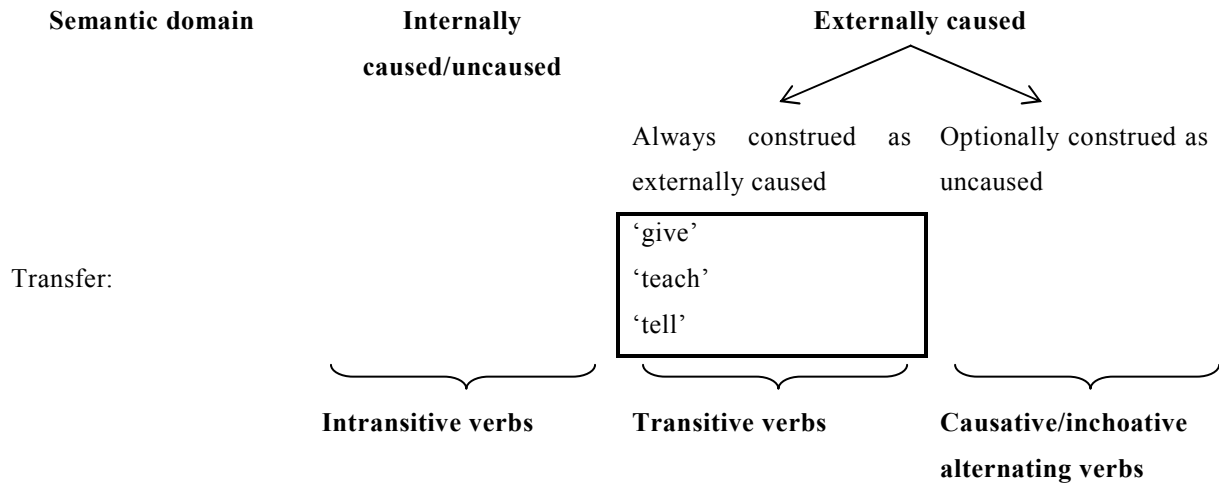 Semantic domain Internally Externally caused
caused/uncaused
Always construed as Optionally construed as
externally caused uncaused
‘give’
Transfer: ‘teach’
‘tell’
Intransitive verbs Transitive verbs Causative/inchoative
alternating verbs